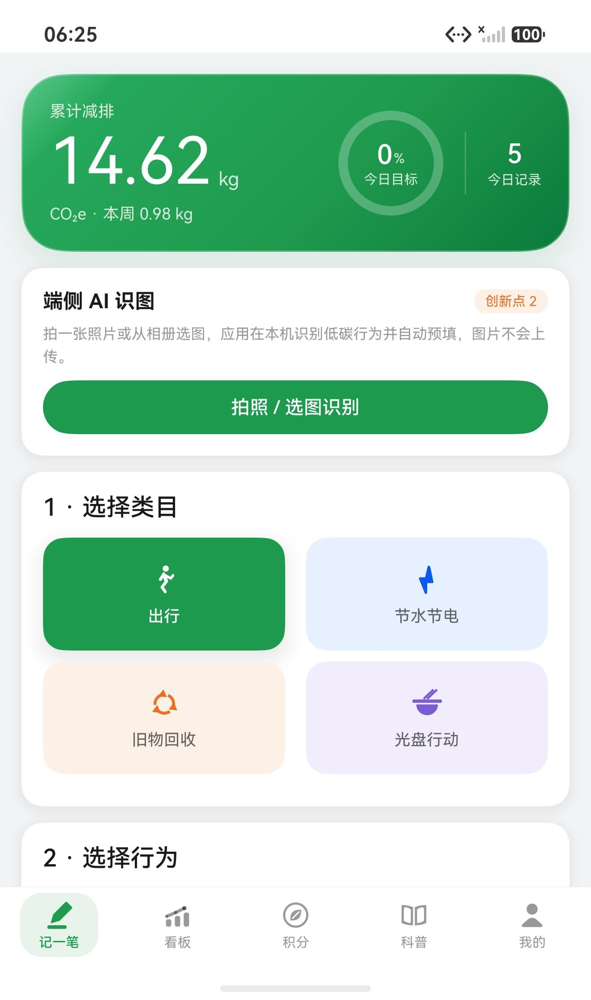 06:25
100
累计减排
14.62 kg
CO₂e · 本周 0.98 kg
0%
今日目标
5
今日记录
端侧 AI 识图
创新点 2
拍一张照片或从相册选图，应用在本机识别低碳行为并自动预填，图片不会上
传。
拍照 / 选图识别
1 · 选择类目
出行
节水节电
旧物回收
光盘行动
2 · 选择行为
记一笔
看板
积分
科普
我的